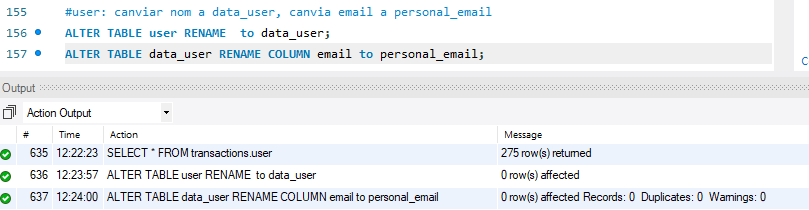 155 #user: canviar nom a data_user, canvia email a personal_email
156 ALTER TABLE user RENAME  to data_user;
157 ALTER TABLE data_user RENAME COLUMN email to personal_email;
C
Output
Action Output
# Time Action Message
635 12:22:23 SELECT * FROM transactions.user 275 row(s) returned
636 12:23:57 ALTER TABLE user RENAME  to data_user 0 row(s) affected
637 12:24:00 ALTER TABLE data_user RENAME COLUMN email to personal_email 0 row(s) affected Records: 0  Duplicates: 0  Warnings: 0